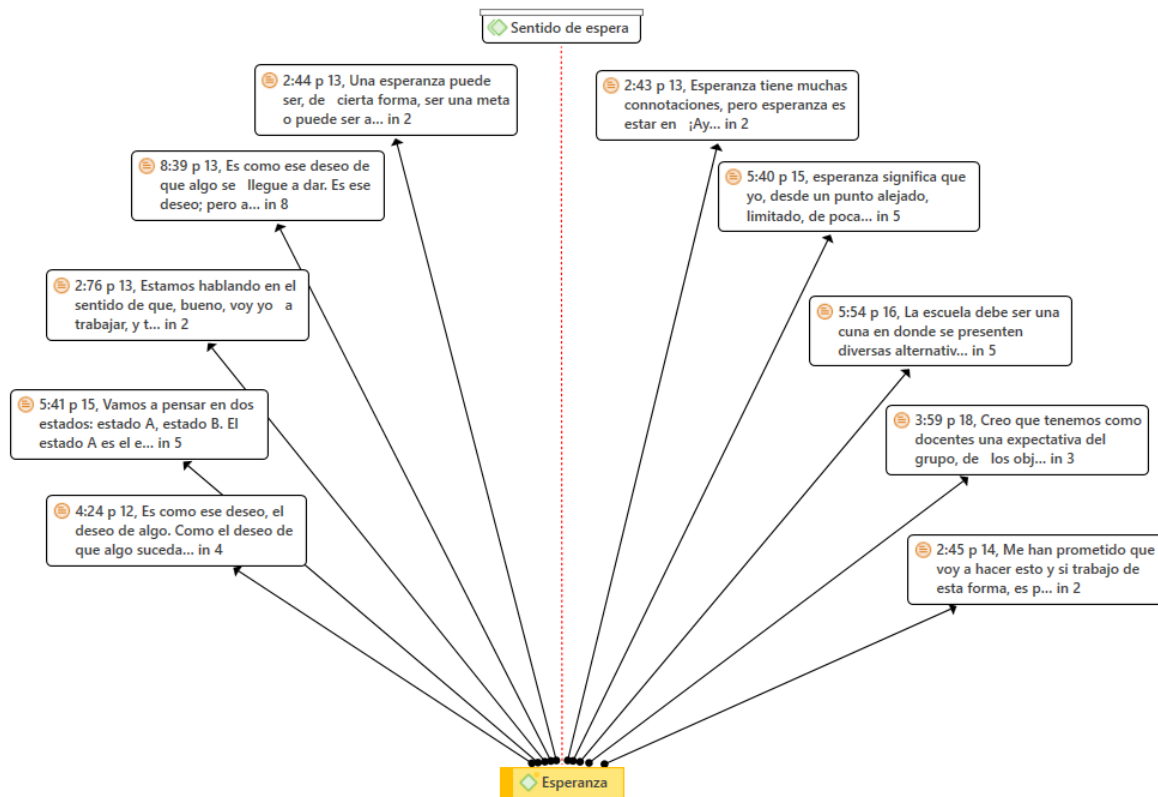 Sentido de espera
2:44 p 13, Una esperanza puede
ser, de cierta forma, ser una meta
o puede ser a... in 2
2:43 p 13, Esperanza tiene muchas
connotaciones, pero esperanza es
estar en ¡Ay... in 2
8:39 p 13, Es como ese deseo de
que algo se llegue a dar. Es ese
deseo; pero a... in 8
5:40 p 15, esperanza significa que
yo, desde un punto alejado,
limitado, de poca... in 5
2:76 p 13, Estamos hablando en el
sentido de que, bueno, voy yo a
trabajar, y t... in 2
5:54 p 16, La escuela debe ser una
cuna en donde se presenten
diversas alternativ... in 5
5:41 p 15, Vamos a pensar en dos
estados: estado A, estado B. El
estado A es el e... in 5
3:59 p 18, Creo que tenemos como
docentes una expectativa del
grupo, de los obj... in 3
4:24 p 12, Es como ese deseo, el
deseo de algo. Como el deseo de
que algo suceda... in 4
2:45 p 14, Me han prometido que
voy a hacer esto y si trabajo de
esta forma, es p... in 2
Esperanza